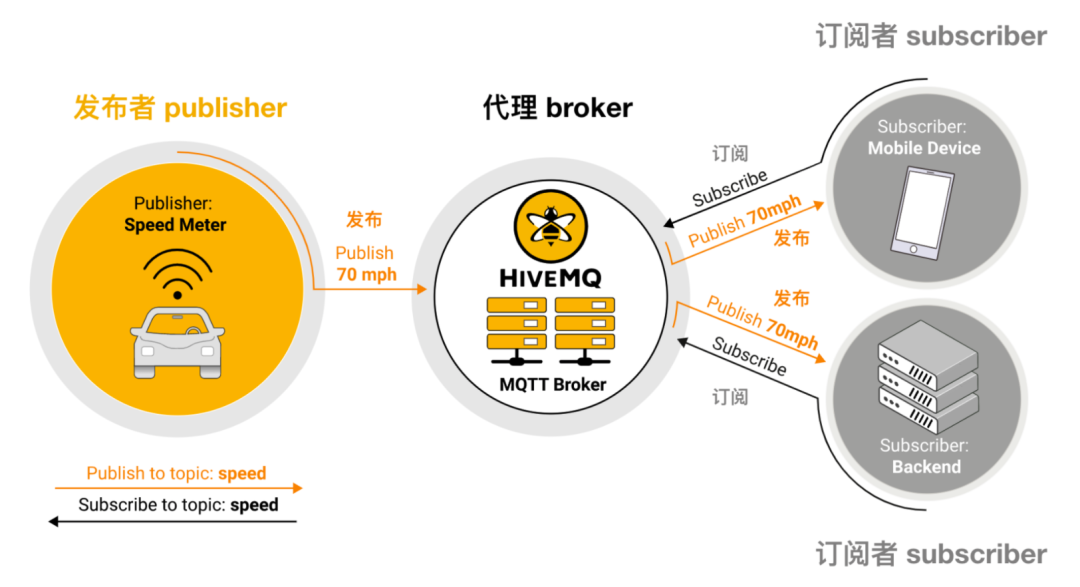 订阅者 subscriber
发布者 publisher
代理 broker
Publisher:
Speed Meter
发布
Publish
70 mph
HIVEMQ
MQTT Broker
订阅
Subscribe
Publish 70mph
发布
Subscriber:
Mobile Device
发布
Publish 70mph
Subscribe
订阅
Subscriber:
Backend
Publish to topic: speed
Subscribe to topic: speed
订阅者 subscriber